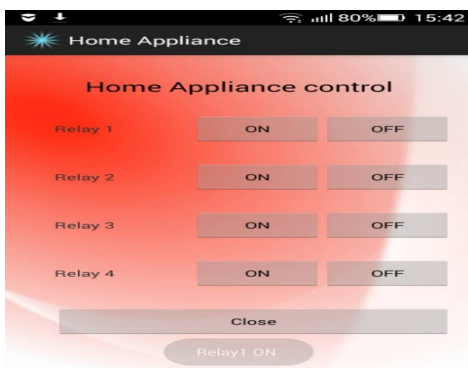 80% 15:42
Home Appliance
Home Appliance control
Relay 1 ON OFF
Relay 2 ON OFF
Relay 3 ON OFF
Relay 4 ON OFF
Close
Relay1 ON